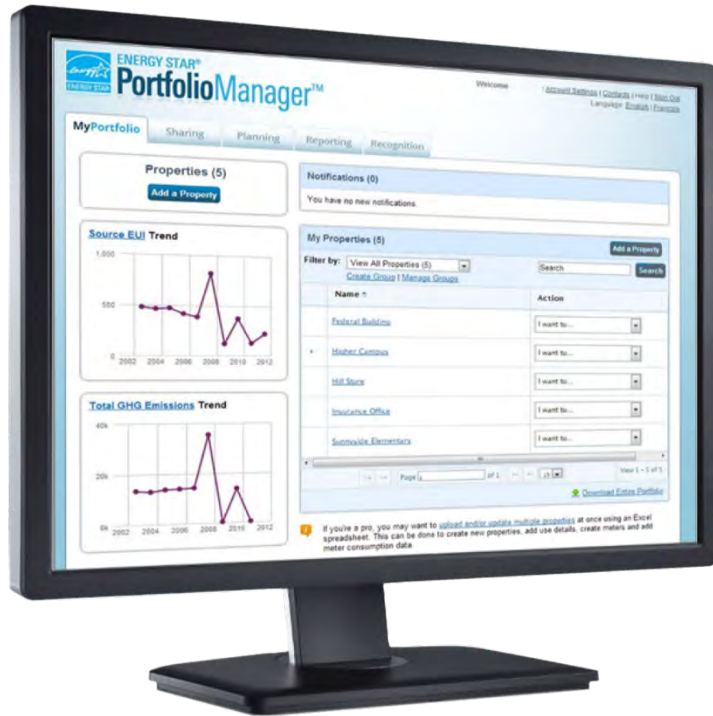 ENERGY STAR
ENERGY STAR®
PortfolioManager™
Welcome
| Account Settings | Contacts | Help | Sign Out
Language: English | Français
MyPortfolio
Sharing
Planning
Reporting
Recognition
Properties (5)
Add a Property
Source EUI Trend
1,000
500
0
2002 2004 2006 2008 2010 2012
Total GHG Emissions Trend
40k
20k
0k
2002 2004 2006 2008 2010 2012
Notifications (0)
You have no new notifications.
My Properties (5)
Add a Property
Filter by: View All Properties (5)
Search
Search
Create Group | Manage Groups
Name
Action
Federal Building
I want to...
Higher Campus
I want to...
Hill Store
I want to...
Insurance Office
I want to...
Sunnyside Elementary
I want to...
Page 1 of 1
View 1 - 5 of 5
Download Entire Portfolio
If you're a pro, you may want to upload and/or update multiple properties at once using an Excel
spreadsheet. This can be done to create new properties, add use details, create meters and add
meter consumption data